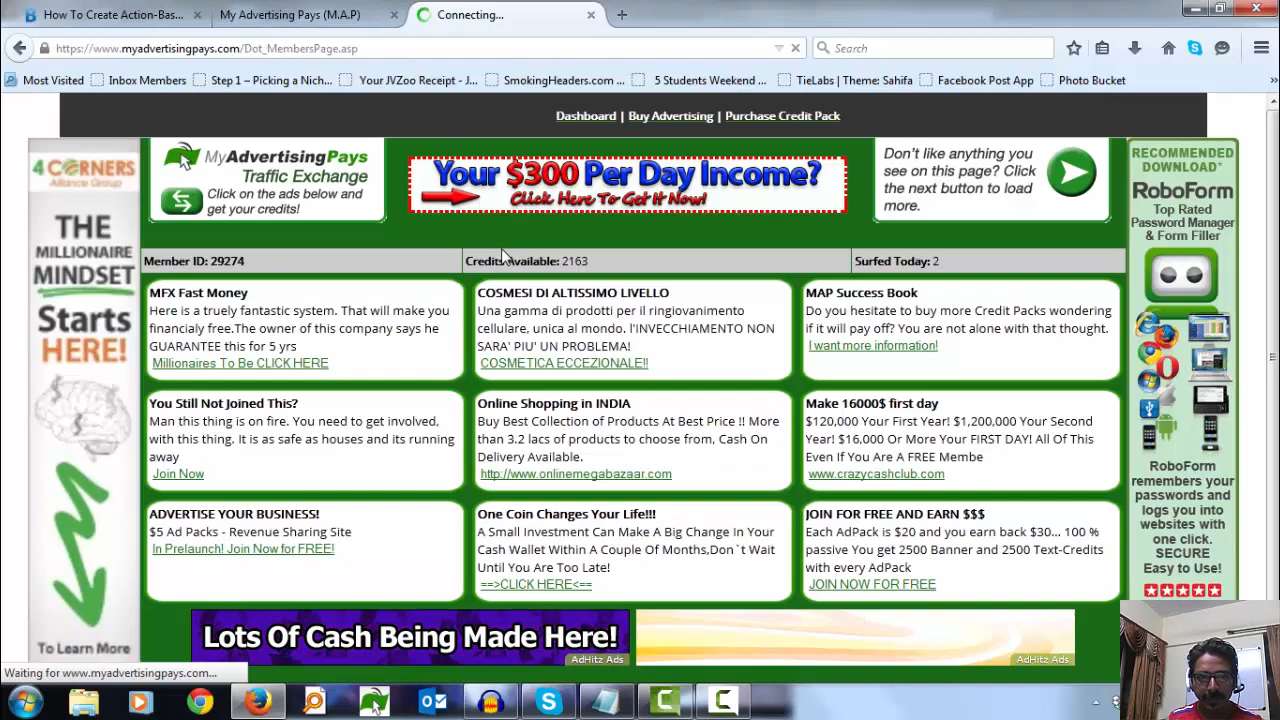 How To Create Action-Bas...
My Advertising Pays (M.A.P)
Connecting...
https://www.myadvertisingpays.com/Dot_MembersPage.asp
Search
Most Visited
Inbox Members
Step 1 – Picking a Nich...
Your JVZoo Receipt - J...
SmokingHeaders.com ...
5 Students Weekend ...
TieLabs | Theme: Sahifa
Facebook Post App
Photo Bucket
Dashboard | Buy Advertising | Purchase Credit Pack
4 CORNERS
Alliance Group
THE
MILLIONAIRE
MINDSET
Starts
HERE!
To Learn More
MyAdvertisingPays
Traffic Exchange
Click on the ads below and
get your credits!
Your $300 Per Day Income?
Click Here To Get It Now!
Don't like anything you
see on this page? Click
the next button to load
more.
Member ID: 29274
Credits Available: 2163
Surfed Today: 2
MFX Fast Money
Here is a truely fantastic system. That will make you
financialy free.The owner of this company says he
GUARANTEE this for 5 yrs
Millionaires To Be CLICK HERE
COSMESI DI ALTISSIMO LIVELLO
Una gamma di prodotti per il ringiovanimento
cellulare, unica al mondo. l'INVECCHIAMENTO NON
SARA' PIU' UN PROBLEMA!
COSMETICA ECCEZIONALE!!
MAP Success Book
Do you hesitate to buy more Credit Packs wondering
if it will pay off? You are not alone with that thought.
I want more information!
You Still Not Joined This?
Man this thing is on fire. You need to get involved,
with this thing. It is as safe as houses and its running
away
Join Now
Online Shopping in INDIA
Buy Best Collection of Products At Best Price !! More
than 3.2 lacs of products to choose from, Cash On
Delivery Available.
http://www.onlinemegabazaar.com
Make 16000$ first day
$120,000 Your First Year! $1,200,000 Your Second
Year! $16,000 Or More Your FIRST DAY! All Of This
Even If You Are A FREE Membe
www.crazycashclub.com
ADVERTISE YOUR BUSINESS!
$5 Ad Packs - Revenue Sharing Site
In Prelaunch! Join Now for FREE!
One Coin Changes Your Life!!!
A Small Investment Can Make A Big Change In Your
Cash Wallet Within A Couple Of Months,Don`t Wait
Until You Are Too Late!
==>CLICK HERE<==
JOIN FOR FREE AND EARN $$$
Each AdPack is $20 and you earn back $30... 100 %
passive You get 2500 Banner and 2500 Text-Credits
with every AdPack
JOIN NOW FOR FREE
RECOMMENDED
DOWNLOAD*
RoboForm
Top Rated
Password Manager
& Form Filler
RoboForm
remembers your
passwords and
logs you into
websites with
one click.
SECURE
Easy to Use!
Lots Of Cash Being Made Here!
AdHitz Ads
AdHitz Ads
Waiting for www.myadvertisingpays.com...